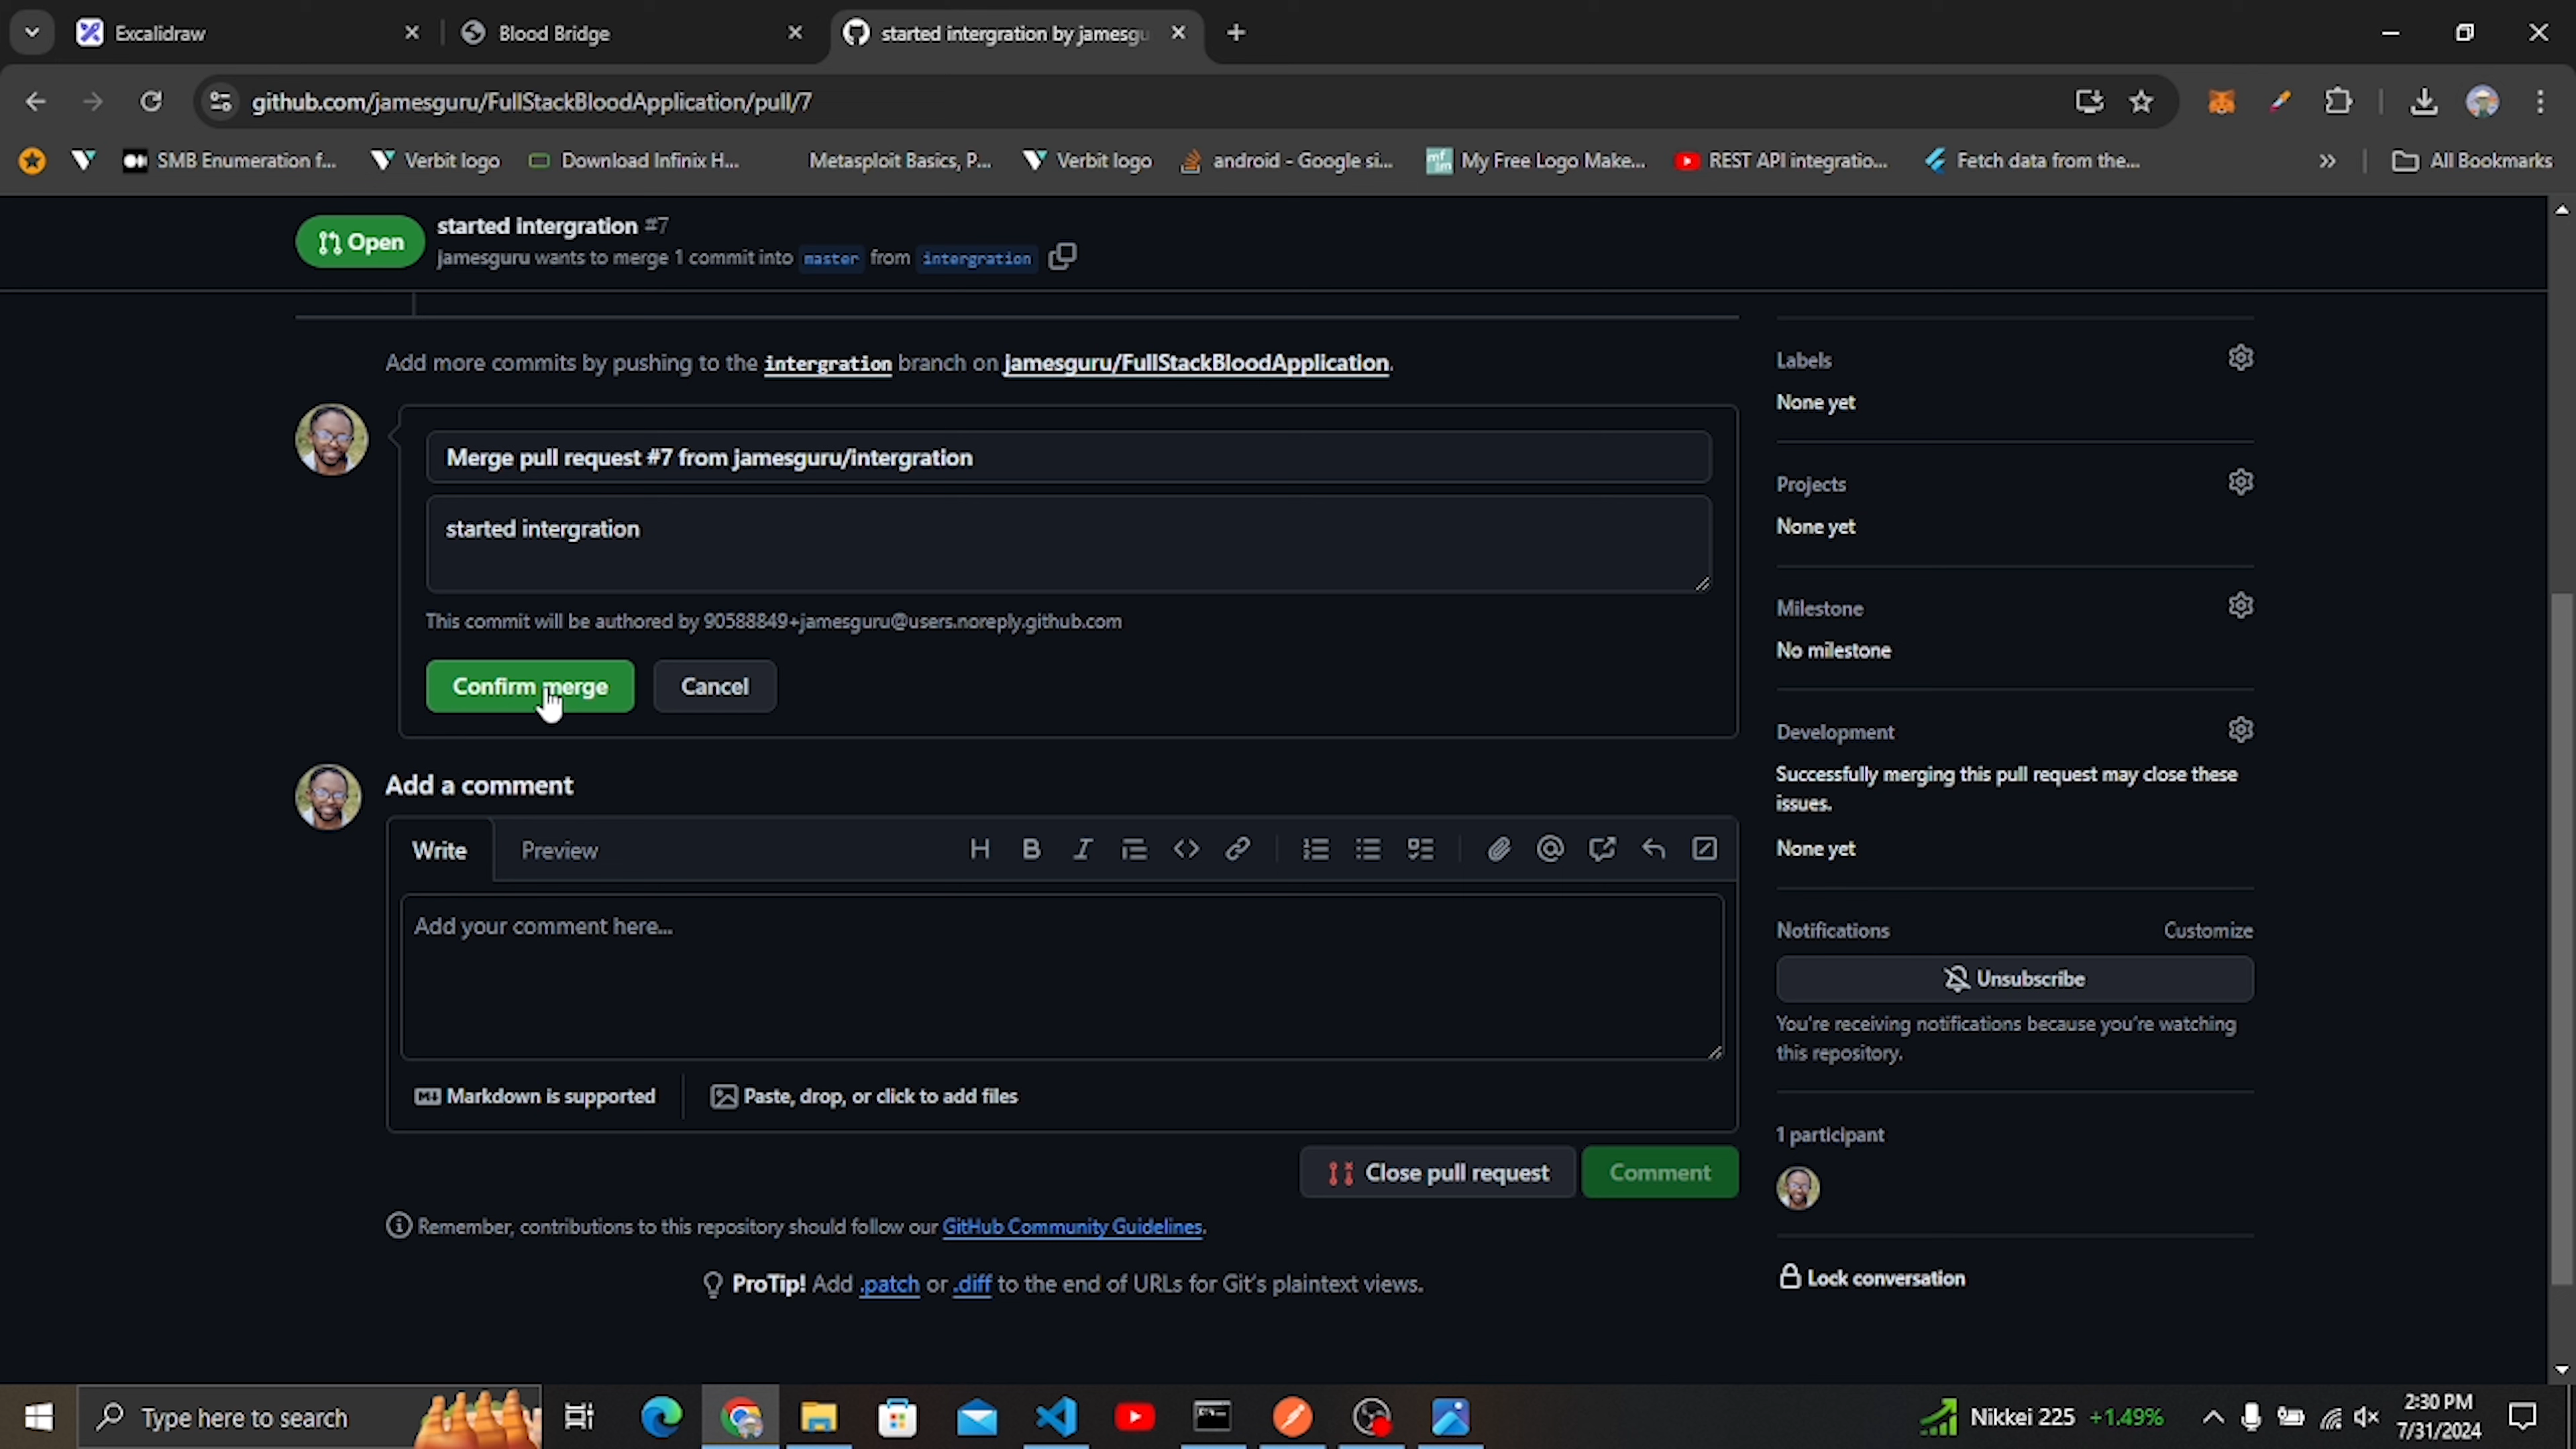 Excalidraw
Blood Bridge
started intergration by jamesgu
github.com/jamesguru/FullStackBloodApplication/pull/7
SMB Enumeration f...
Verbit logo
Download Infinix H...
Metasploit Basics, P...
Verbit logo
android - Google si...
My Free Logo Make...
REST API integratio...
Fetch data from the...
All Bookmarks
Open
started intergration #7
jamesguru wants to merge 1 commit into master from intergration
Add more commits by pushing to the intergration branch on jamesguru/FullStackBloodApplication.
Merge pull request #7 from jamesguru/intergration
started intergration
This commit will be authored by 90588849+jamesguru@users.noreply.github.com
Confirm merge
Cancel
Add a comment
Write
Preview
Add your comment here...
Markdown is supported
Paste, drop, or click to add files
Close pull request
Comment
Remember, contributions to this repository should follow our GitHub Community Guidelines.
ProTip! Add .patch or .diff to the end of URLs for Git's plaintext views.
Labels
None yet
Projects
None yet
Milestone
No milestone
Development
Successfully merging this pull request may close these
issues.
None yet
Notifications
Customize
Unsubscribe
You're receiving notifications because you're watching
this repository.
1 participant
Lock conversation
Type here to search
Nikkei 225 +1.49%
2:30 PM
7/31/2024